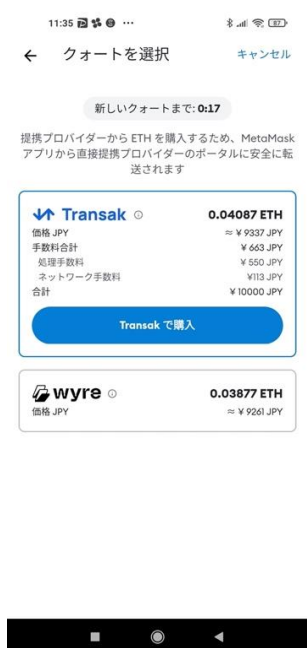 11:35
87
クォートを選択
キャンセル
新しいクォートまで: 0:17
提携プロバイダーから ETH を購入するため、MetaMask
アプリから直接提携プロバイダーのポータルに安全に転
送されます
Transak 0.04087 ETH
価格 JPY ≈ ¥ 9337 JPY
手数料合計 ¥ 663 JPY
処理手数料 ¥ 550 JPY
ネットワーク手数料 ¥113 JPY
合計 ¥ 10000 JPY
Transak で購入
wyre 0.03877 ETH
価格 JPY ≈ ¥ 9261 JPY